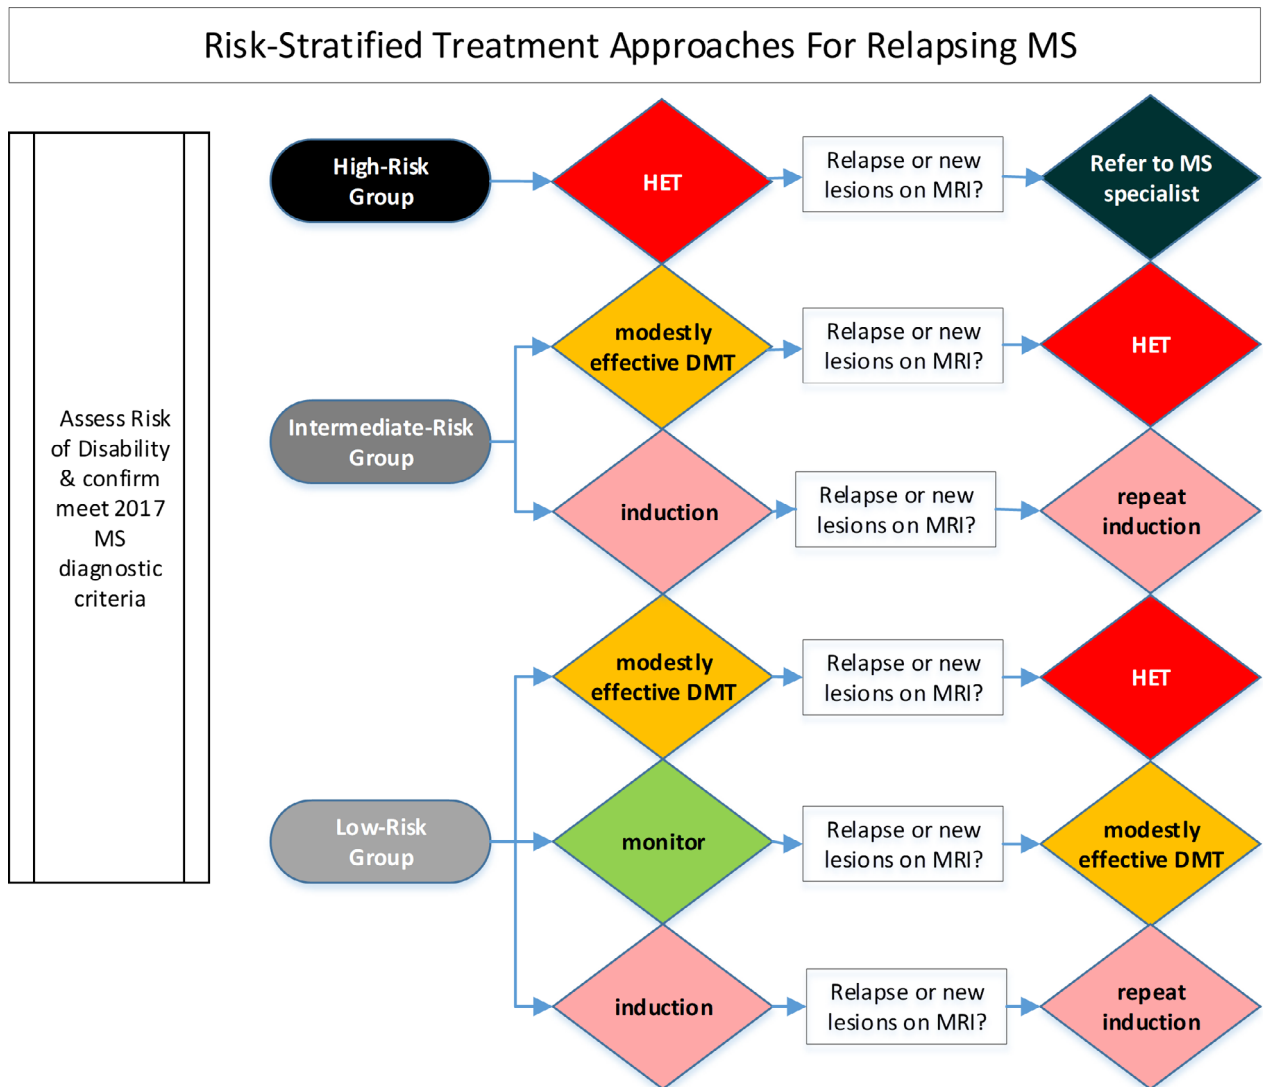 Risk-Stratified Treatment Approaches For Relapsing MS
Assess Risk
of Disability
& confirm
meet 2017
MS
diagnostic
criteria
High-Risk
Group
HET
Relapse or new
lesions on MRI?
Refer to MS
specialist
Intermediate-Risk
Group
modestly
effective DMT
Relapse or new
lesions on MRI?
HET
induction
Relapse or new
lesions on MRI?
repeat
induction
Low-Risk
Group
modestly
effective DMT
Relapse or new
lesions on MRI?
HET
monitor
Relapse or new
lesions on MRI?
modestly
effective DMT
induction
Relapse or new
lesions on MRI?
repeat
induction